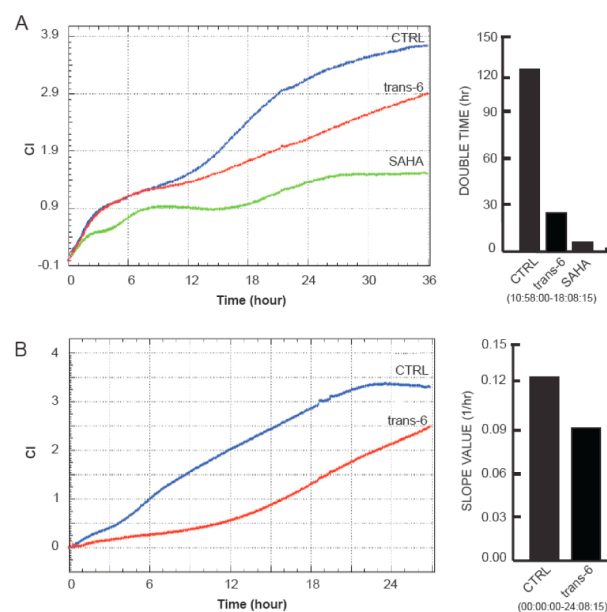 A
3.9
2.9
1.9
0.9
-0.1
CI
CTRL
trans-6
SAHA
0 6 12 18 24 30 36
Time (hour)
150
120
90
60
30
0
DOUBLE TIME (hr)
CTRL
trans-6
SAHA
(10:58:00-18:08:15)
B
4
3
2
1
0
CI
CTRL
trans-6
0 6 12 18 24
Time (hour)
0.15
0.12
0.09
0.06
0.03
0.00
SLOPE VALUE (1/hr)
CTRL
trans-6
(00:00:00-24:08:15)